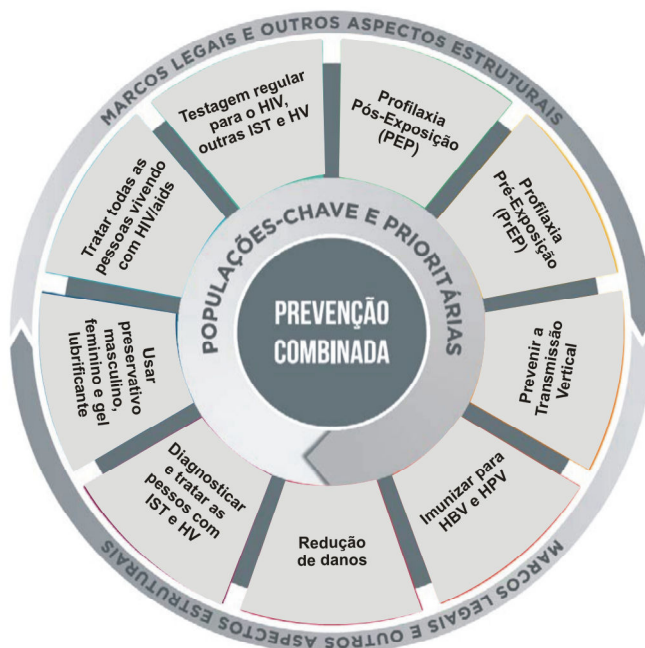 MARCOS LEGAIS E OUTROS ASPECTOS ESTRUTURAIS
Testagem regular
para o HIV,
outras IST e HV
Profilaxia
Pós-Exposição
(PEP)
Profilaxia
Pré-Exposição
(PrEP)
Prevenir a
Transmissão
Vertical
Imunizar para
HBV e HPV
Redução
de danos
Diagnosticar
e tratar as
pessos com
IST e HV
Usar
preservativo
masculino,
feminino e gel
lubrificante
Tratar todas as
pessoas vivendo
com HIV/aids
POPULAÇÕES-CHAVE E PRIORITÁRIAS
PREVENÇÃO
COMBINADA
MARCOS LEGAIS E OUTROS ASPECTOS ESTRUTURAIS